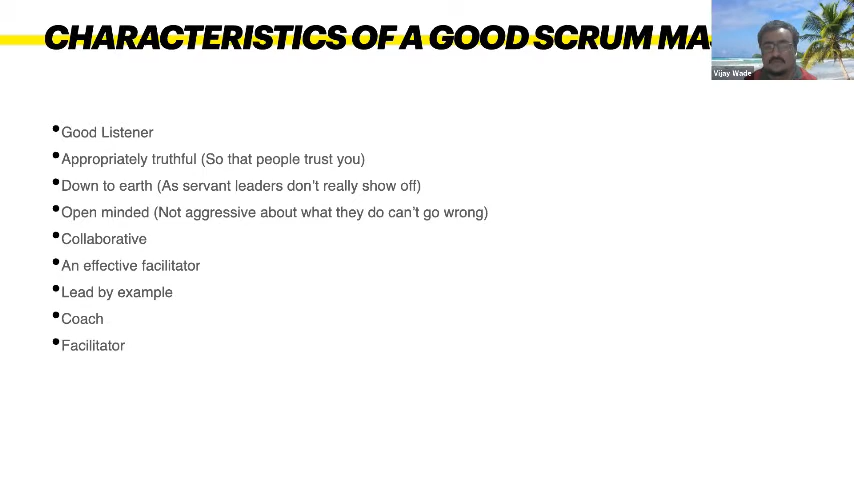 CHARACTERISTICS OF A GOOD SCRUM MAS
Vijay Wade
•Good Listener
•Appropriately truthful (So that people trust you)
•Down to earth (As servant leaders don't really show off)
•Open minded (Not aggressive about what they do can't go wrong)
•Collaborative
•An effective facilitator
•Lead by example
•Coach
•Facilitator